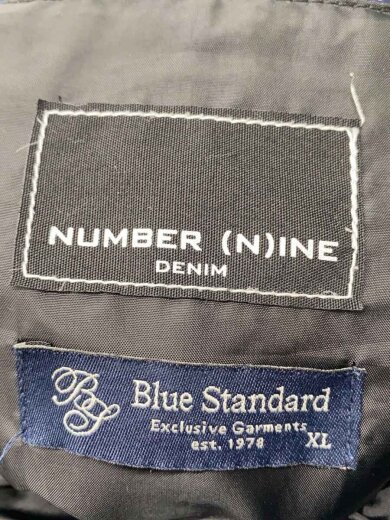 NUMBER (N)INE
DENIM
BS Blue Standard
Exclusive Garments
est. 1978 XL